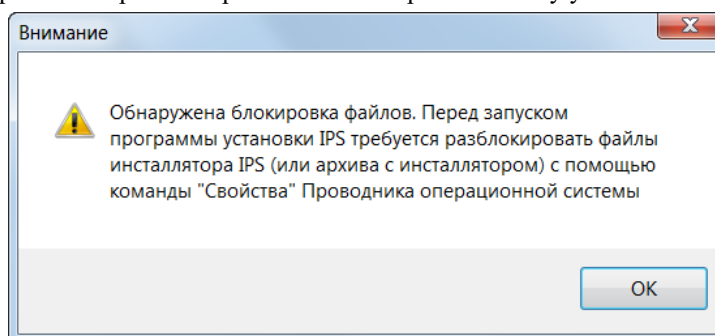 Внимание
Обнаружена блокировка файлов. Перед запуском
программы установки IPS требуется разблокировать файлы
инсталлятора IPS (или архива с инсталлятором) с помощью
команды "Свойства" Проводника операционной системы
OK